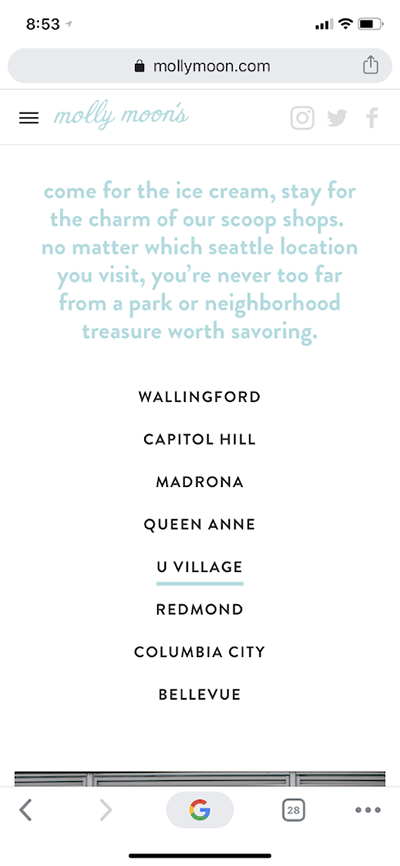 8:53
mollymoon.com
molly moon's
come for the ice cream, stay for
the charm of our scoop shops.
no matter which seattle location
you visit, you're never too far
from a park or neighborhood
treasure worth savoring.
WALLINGFORD
CAPITOL HILL
MADRONA
QUEEN ANNE
U VILLAGE
REDMOND
COLUMBIA CITY
BELLEVUE
28